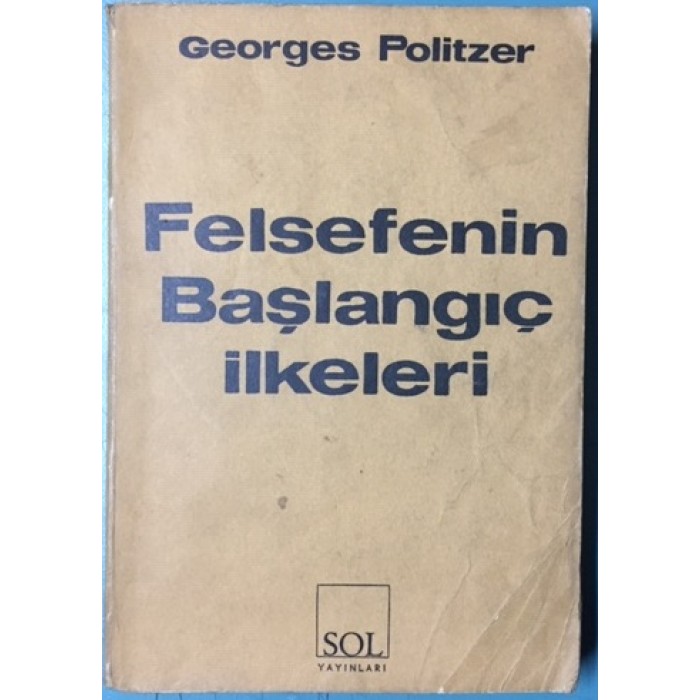 Georges Politzer
Felsefenin
Başlangıç
ilkeleri
SOL
YAYINLARI